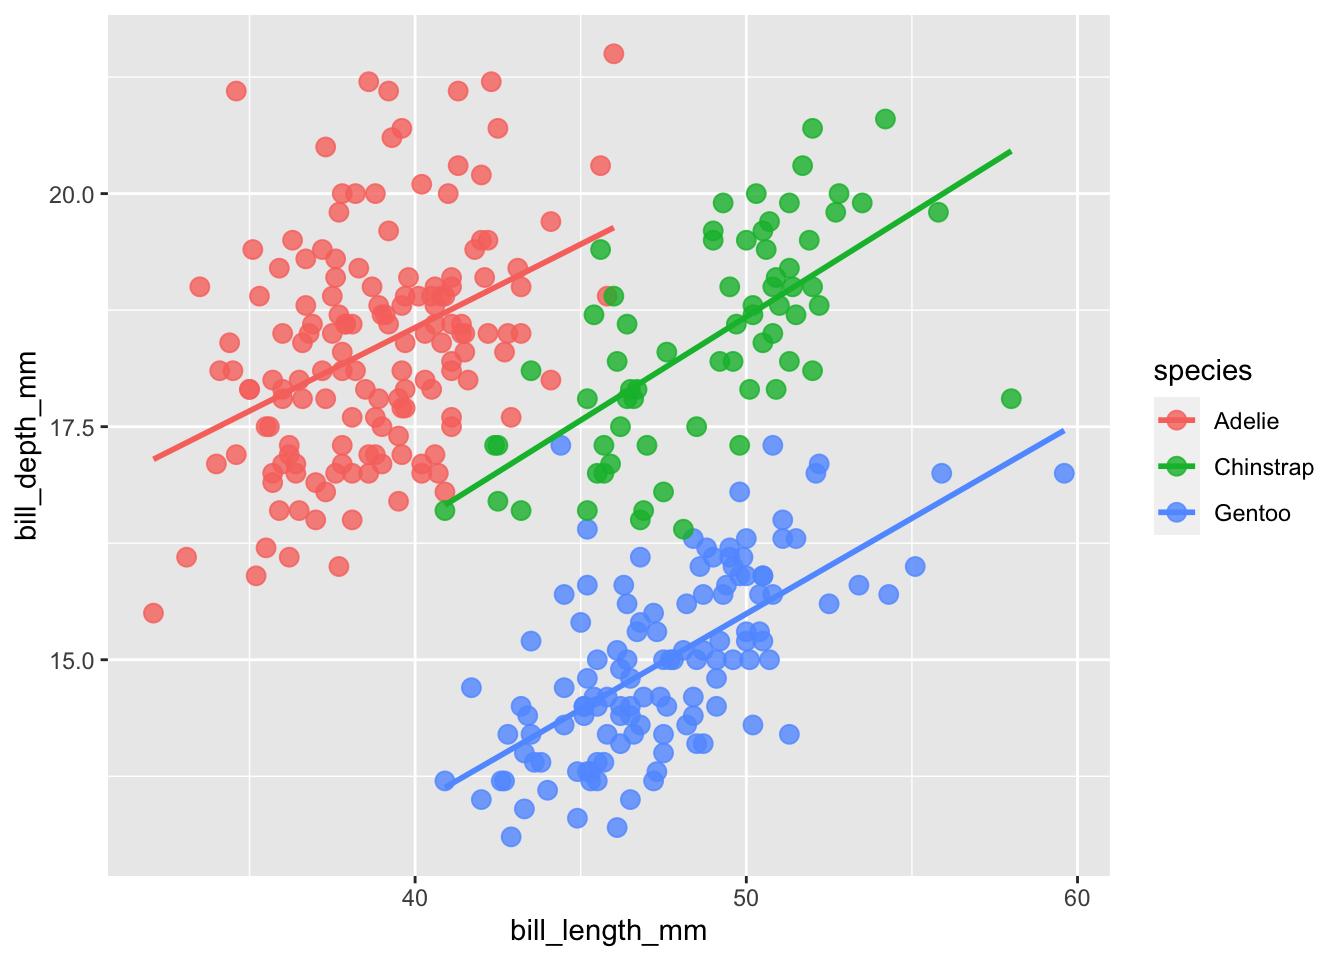 20.0
17.5
15.0
bill_depth_mm
40
50
60
bill_length_mm
species
Adelie
Chinstrap
Gentoo